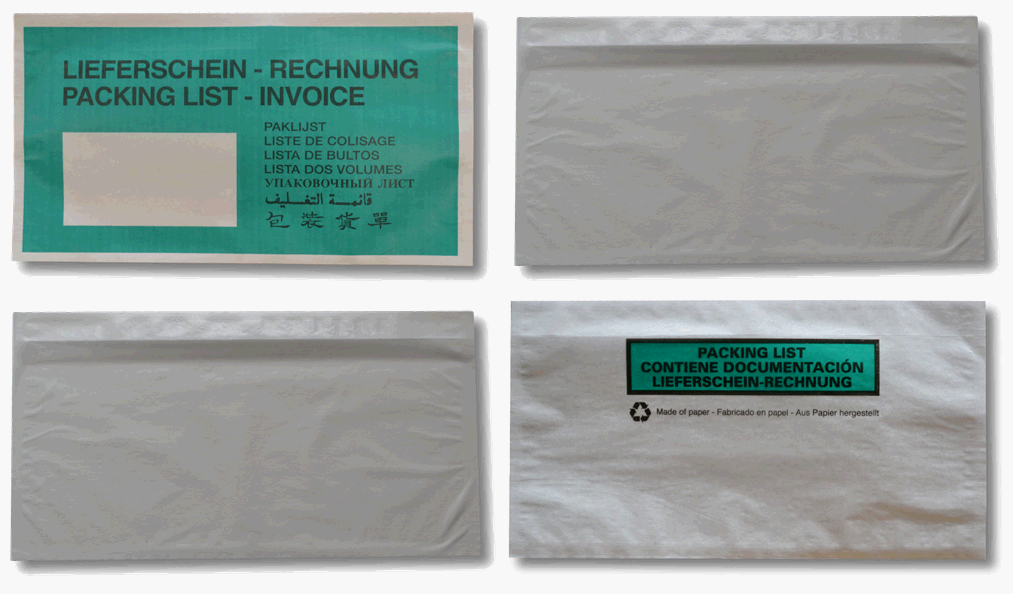 LIEFERSCHEIN - RECHNUNG
PACKING LIST - INVOICE
PAKLIJST
LISTE DE COLISAGE
LISTA DE BULTOS
LISTA DOS VOLUMES
УПАКОВОЧНЫЙ ЛИСТ
قائمة التغليف
包裝貨單
PACKING LIST
CONTIENE DOCUMENTACIÓN
LIEFERSCHEIN-RECHNUNG
Made of paper - Fabricado en papel - Aus Papier hergestellt